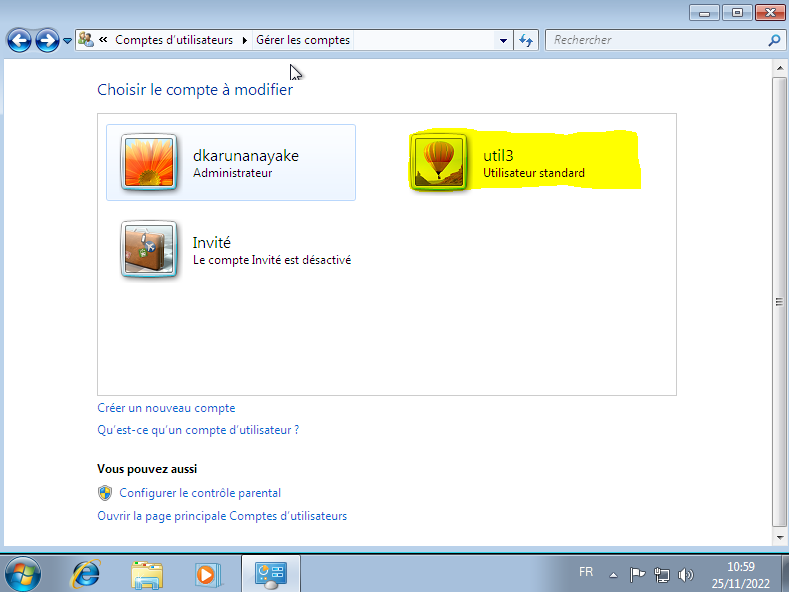 « Comptes d'utilisateurs Gérer les comptes
Rechercher
Choisir le compte à modifier
dkarunanayake
Administrateur
util3
Utilisateur standard
Invité
Le compte Invité est désactivé
Créer un nouveau compte
Qu'est-ce qu'un compte d'utilisateur ?
Vous pouvez aussi
Configurer le contrôle parental
Ouvrir la page principale Comptes d'utilisateurs
FR
10:59
25/11/2022